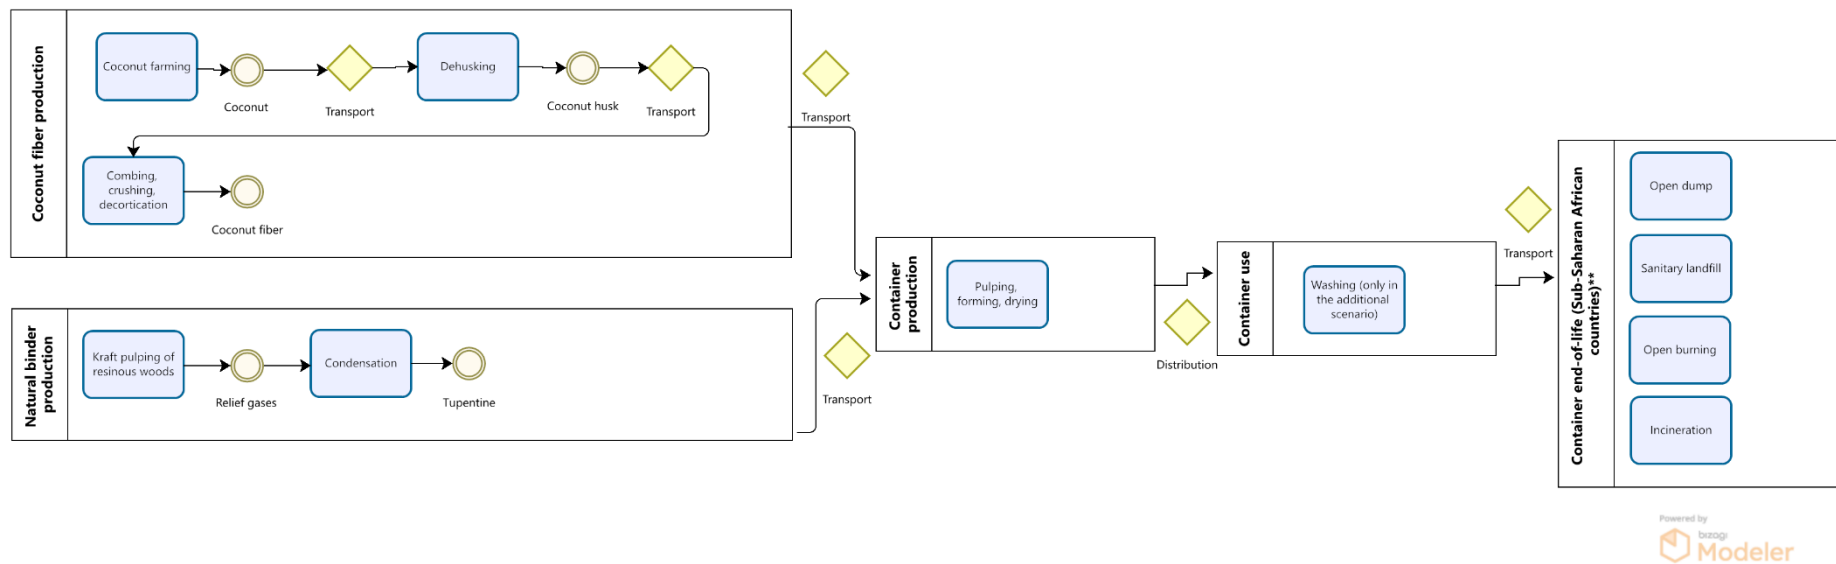 Coconut fiber production
Coconut farming
Coconut
Transport
Dehusking
Coconut husk
Transport
Combing,
crushing,
decortication
Coconut fiber
Transport
Natural binder
production
Kraft pulping of
resinous woods
Relief gases
Condensation
Tupentine
Transport
Container
production
Pulping,
forming, drying
Distribution
Container use
Washing (only in
the additional
scenario)
Transport
Container end-of-life (Sub-Saharan African
countries)**
Open dump
Sanitary landfill
Open burning
Incineration
Powered by
bizagi
Modeler